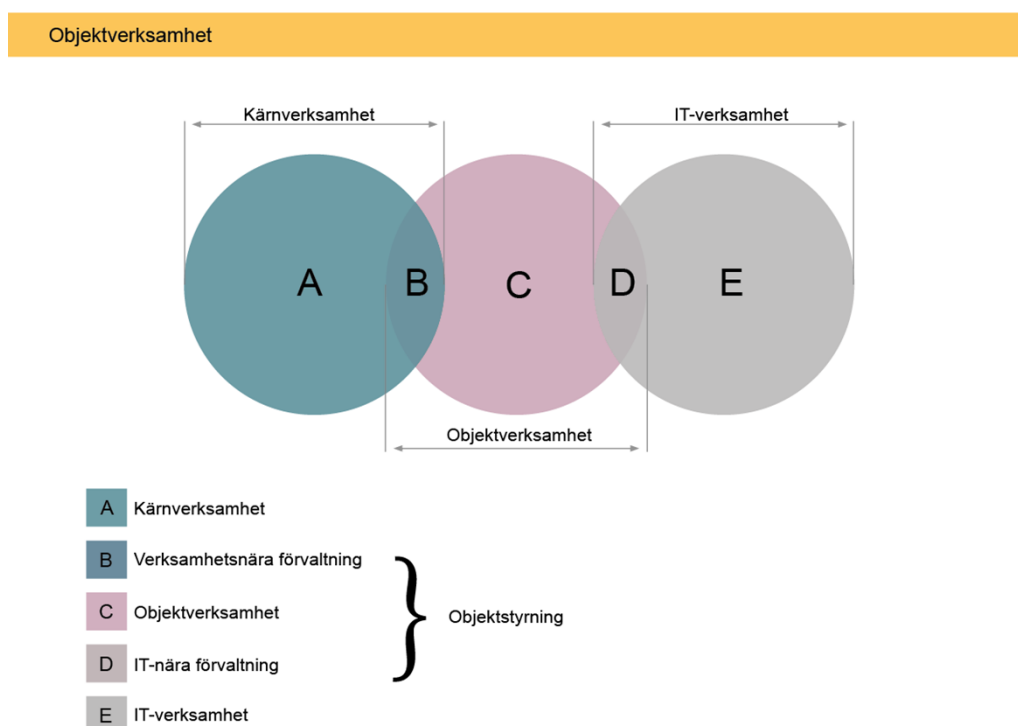 Objektverksamhet
Kärnverksamhet
IT-verksamhet
A
B
C
D
E
Objektverksamhet
A Kärnverksamhet
B Verksamhetsnära förvaltning
C Objektverksamhet
D IT-nära förvaltning
} Objektstyrning
E IT-verksamhet